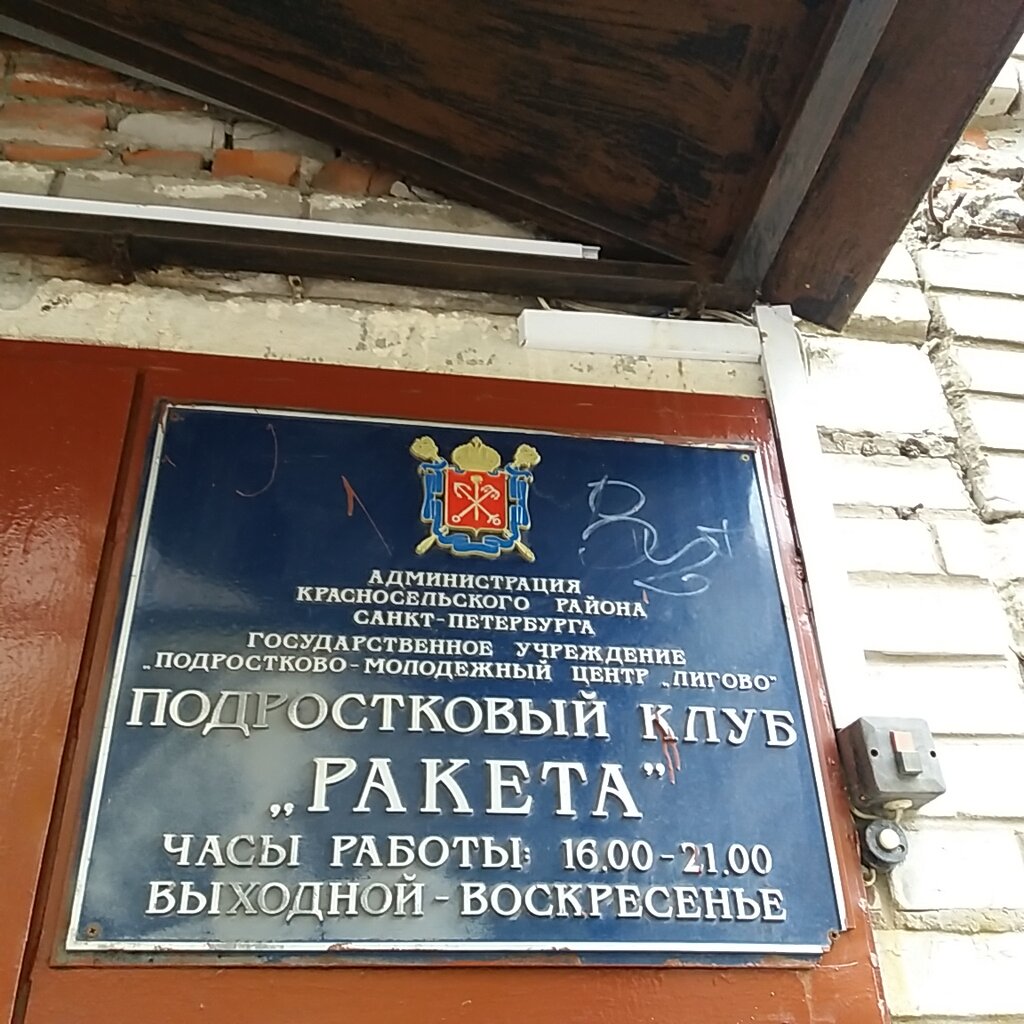 АДМИНИСТРАЦИЯ
КРАСНОСЕЛЬСКОГО РАЙОНА
САНКТ-ПЕТЕРБУРГА
ГОСУДАРСТВЕННОЕ УЧРЕЖДЕНИЕ
„ПОДРОСТКОВО-МОЛОДЕЖНЫЙ ЦЕНТР „ЛИГОВО"
ПОДРОСТКОВЫЙ КЛУБ
„РАКЕТА"
ЧАСЫ РАБОТЫ: 16.00-21.00
ВЫХОДНОЙ-ВОСКРЕСЕНЬЕ